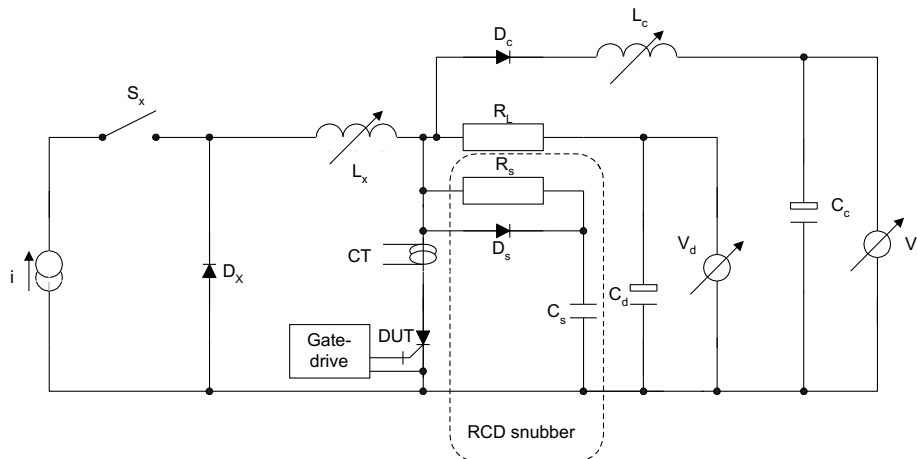 L_c
D_c
S_x
R_L
L_x
R_s
C_c
V
V_d
CT
D_s
i
D_X
C_d
C_s
DUT
Gate-
drive
RCD snubber